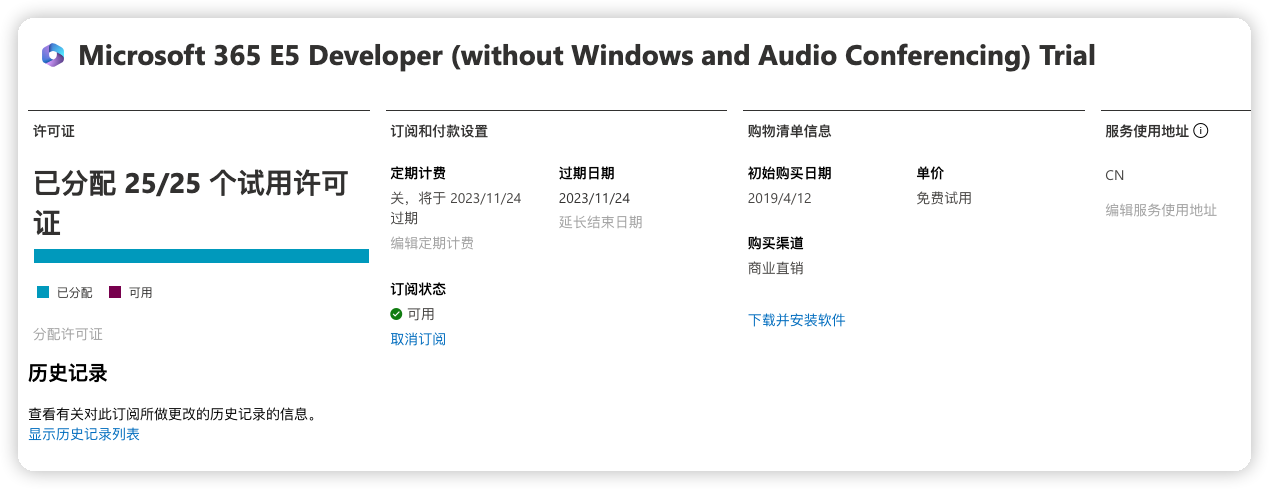 Microsoft 365 E5 Developer (without Windows and Audio Conferencing) Trial
许可证
已分配 25/25 个试用许可
证
已分配 可用
分配许可证
订阅和付款设置
定期计费
关，将于 2023/11/24
过期
编辑定期计费
过期日期
2023/11/24
延长结束日期
订阅状态
可用
取消订阅
购物清单信息
初始购买日期
2019/4/12
单价
免费试用
购买渠道
商业直销
下载并安装软件
服务使用地址
CN
编辑服务使用地址
历史记录
查看有关对此订阅所做更改的历史记录的信息。
显示历史记录列表